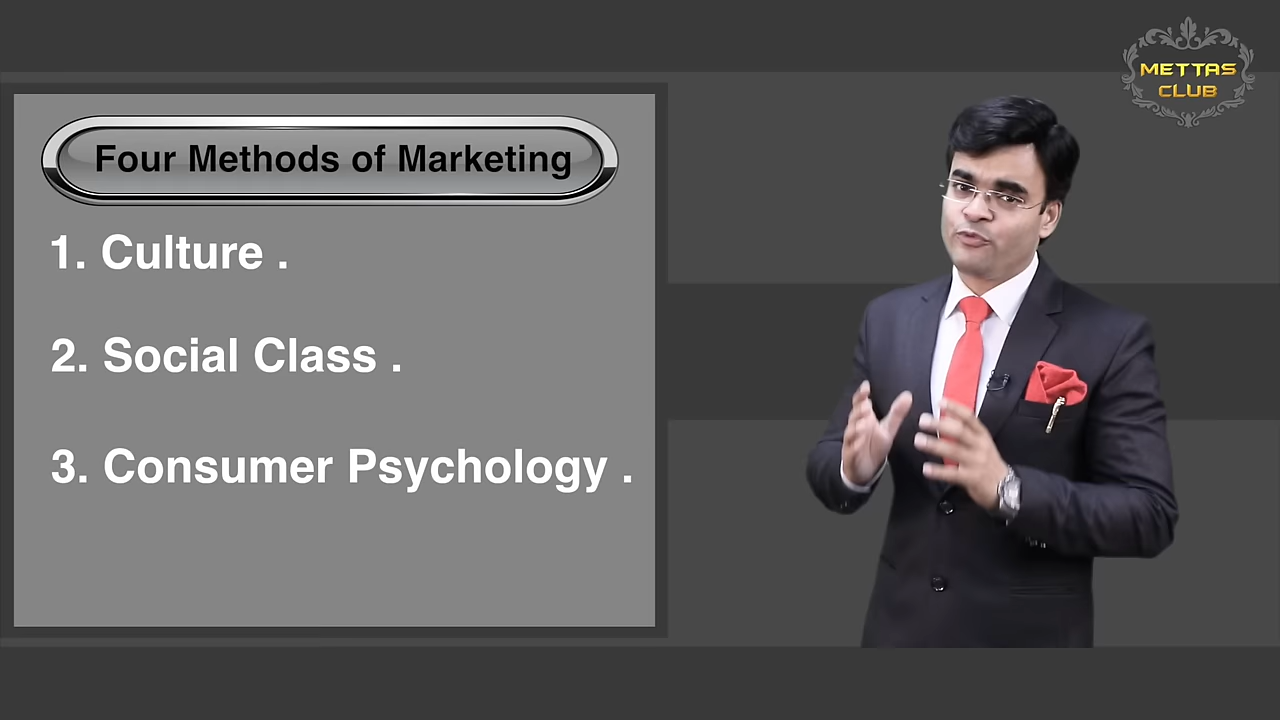 METTAS
CLUB
Four Methods of Marketing
1. Culture .
2. Social Class .
3. Consumer Psychology .